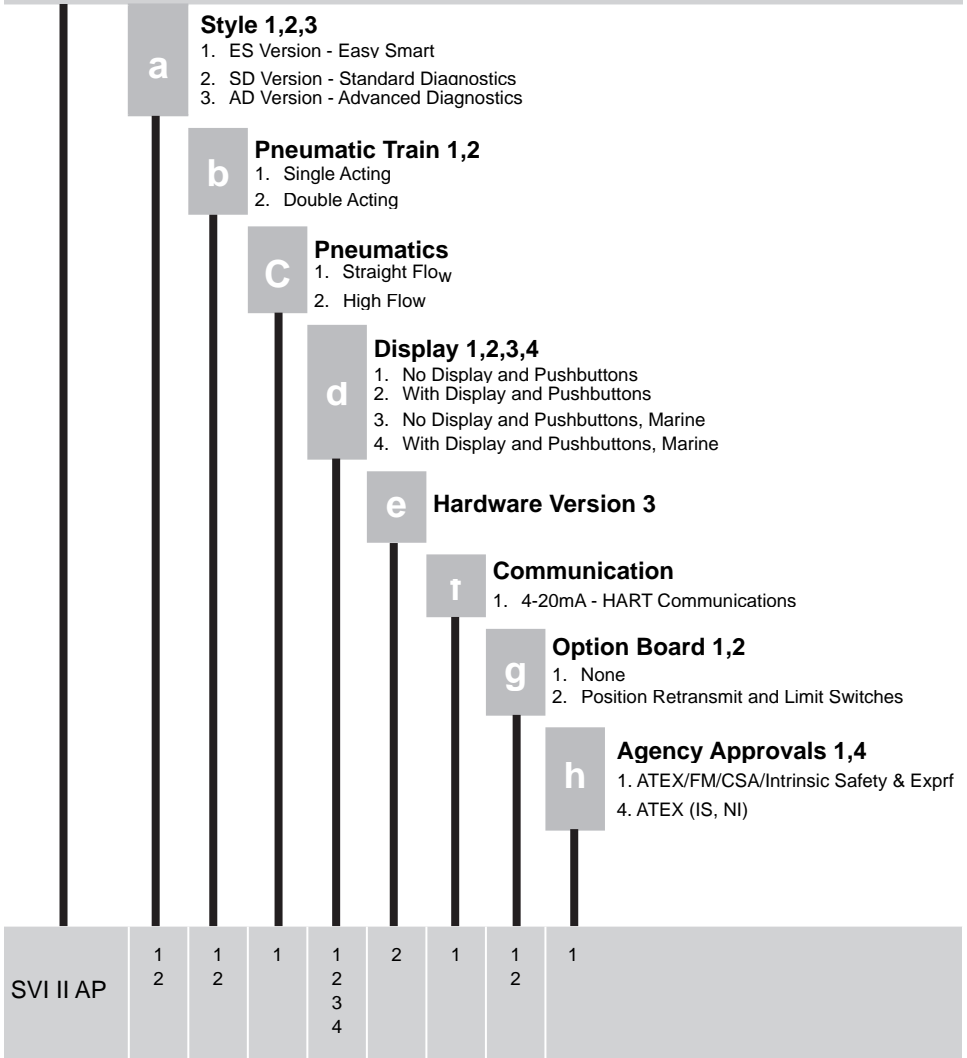 a
Style 1,2,3
1. ES Version - Easy Smart
2. SD Version - Standard Diagnostics
3. AD Version - Advanced Diagnostics
b
Pneumatic Train 1,2
1. Single Acting
2. Double Acting
C
Pneumatics
1. Straight Flow
2. High Flow
d
Display 1,2,3,4
1. No Display and Pushbuttons
2. With Display and Pushbuttons
3. No Display and Pushbuttons, Marine
4. With Display and Pushbuttons, Marine
e
Hardware Version 3
f
Communication
1. 4-20mA - HART Communications
g
Option Board 1,2
1. None
2. Position Retransmit and Limit Switches
h
Agency Approvals 1,4
1. ATEX/FM/CSA/Intrinsic Safety & Exprf
4. ATEX (IS, NI)
SVI II AP
1 1 1 1 2 1 1 1
2 2 2 2
3
4